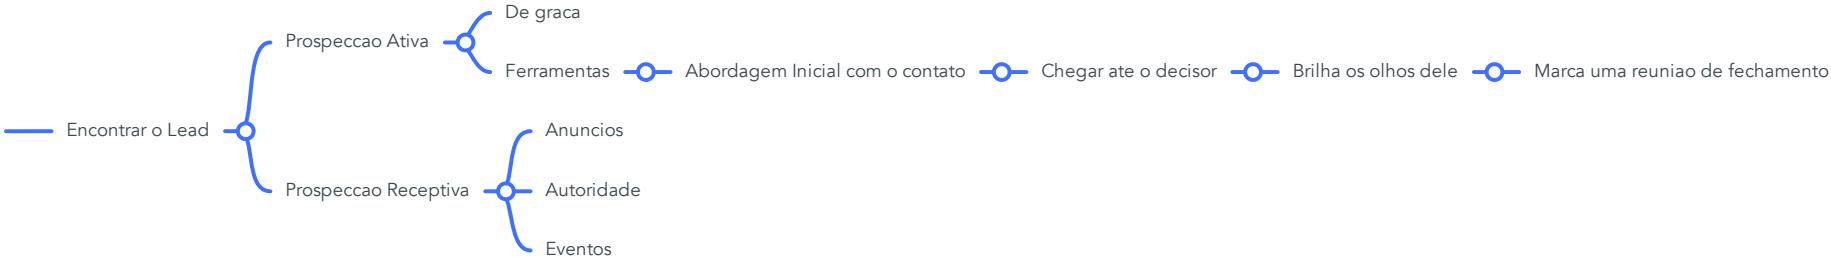 De graca
Prospeccao Ativa
Ferramentas
Abordagem Inicial com o contato
Chegar ate o decisor
Brilha os olhos dele
Marca uma reuniao de fechamento
Encontrar o Lead
Anuncios
Prospeccao Receptiva
Autoridade
Eventos